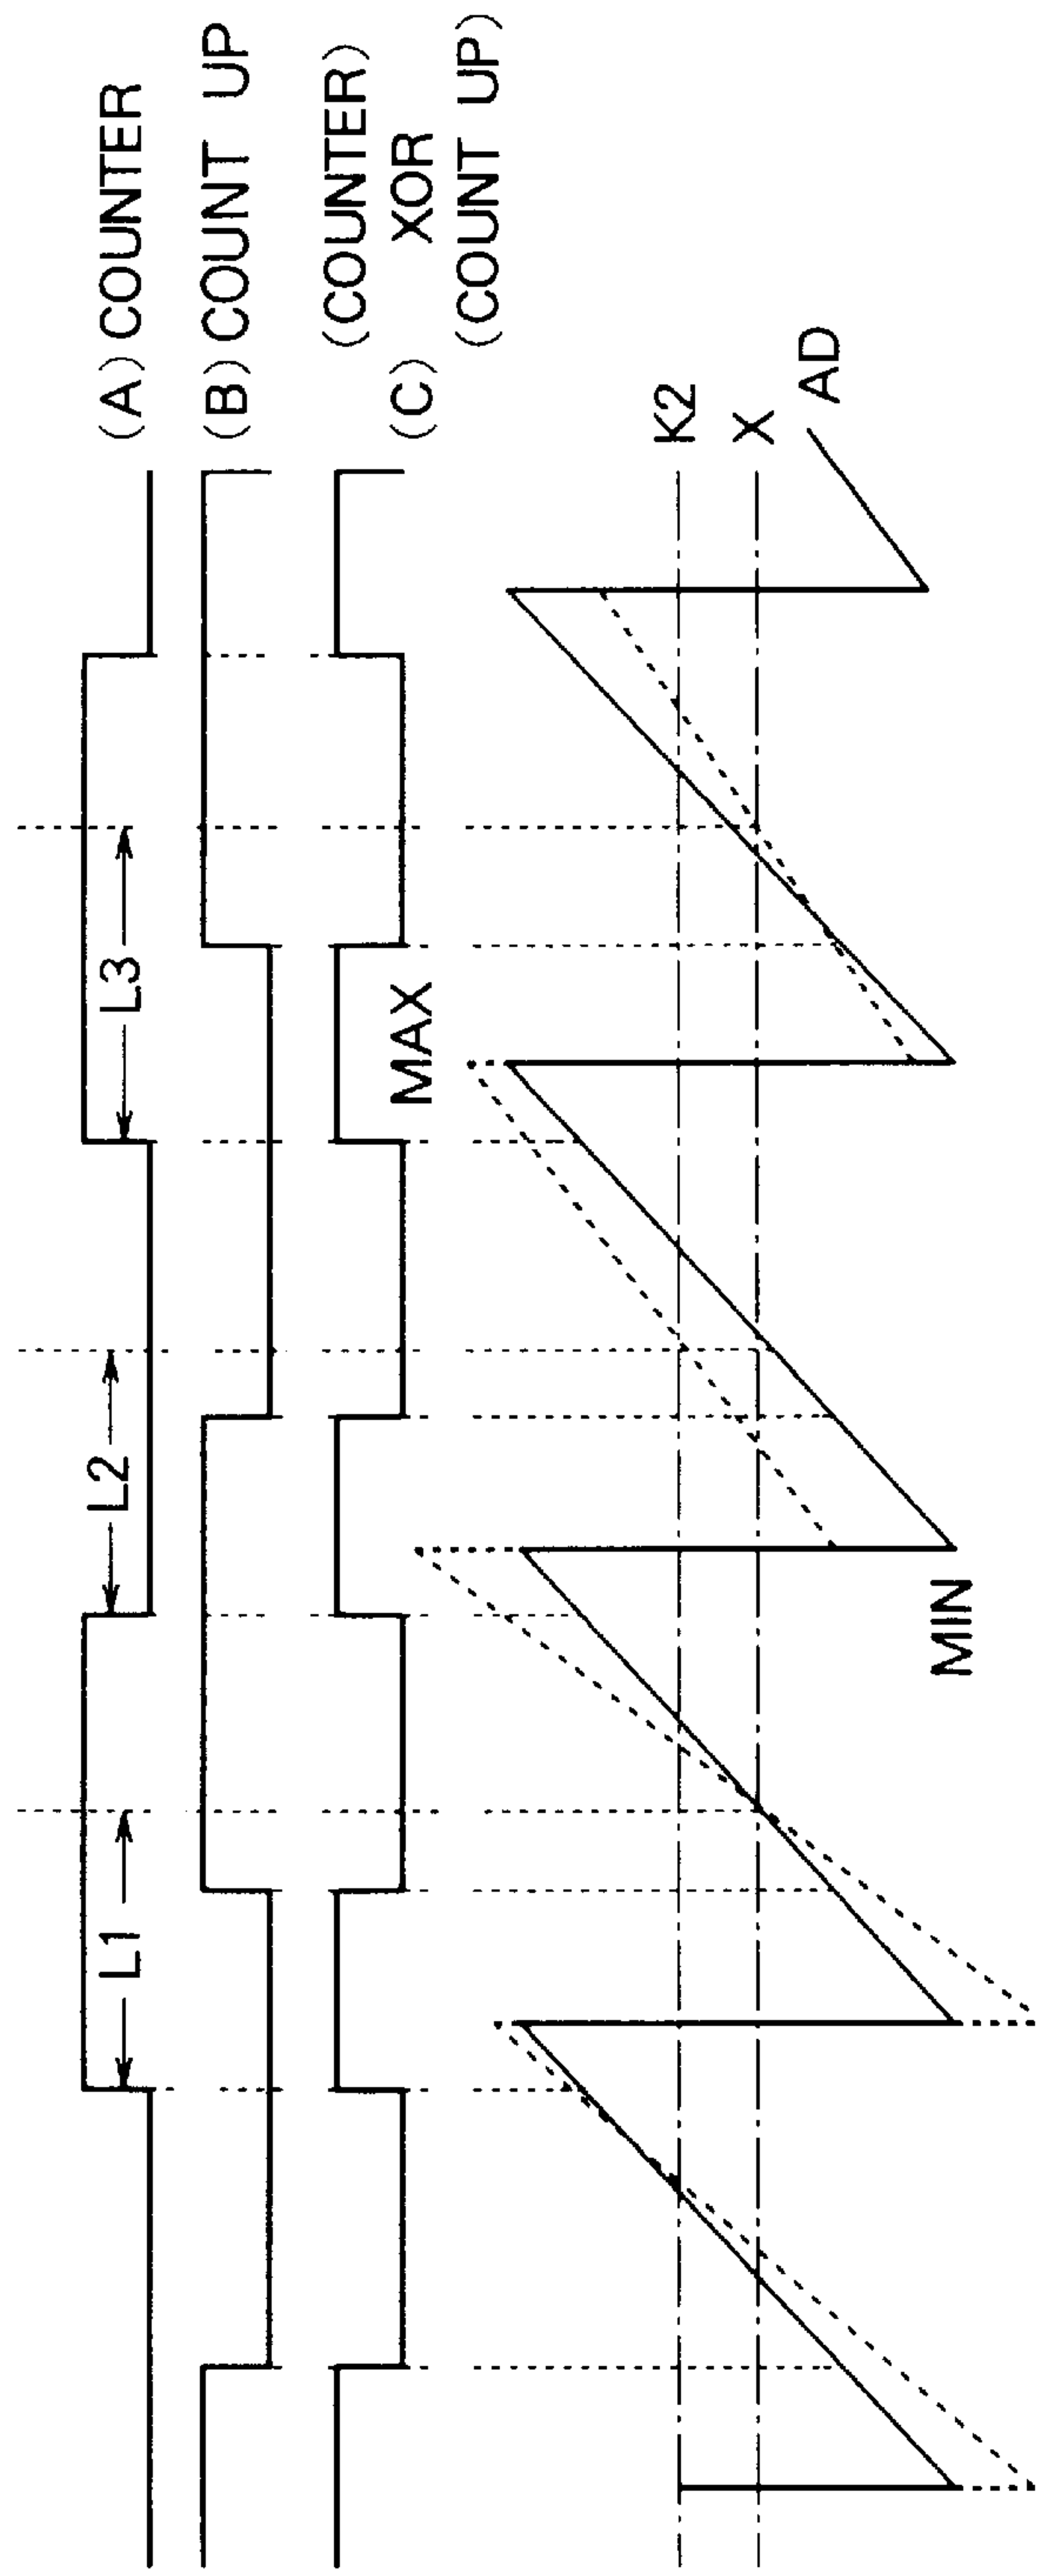 (A) COUNTER
(B) COUNT UP
(COUNTER)
(C) XOR
(COUNT UP)
L1
L2
L3
MAX
MIN
K2
X
AD